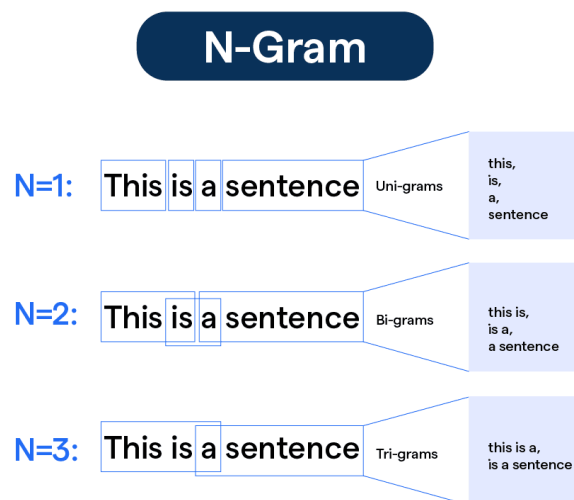 N-Gram
N=1:
This is a sentence
Uni-grams
this,
is,
a,
sentence
N=2:
This is a sentence
Bi-grams
this is,
is a,
a sentence
N=3:
This is a sentence
Tri-grams
this is a,
is a sentence